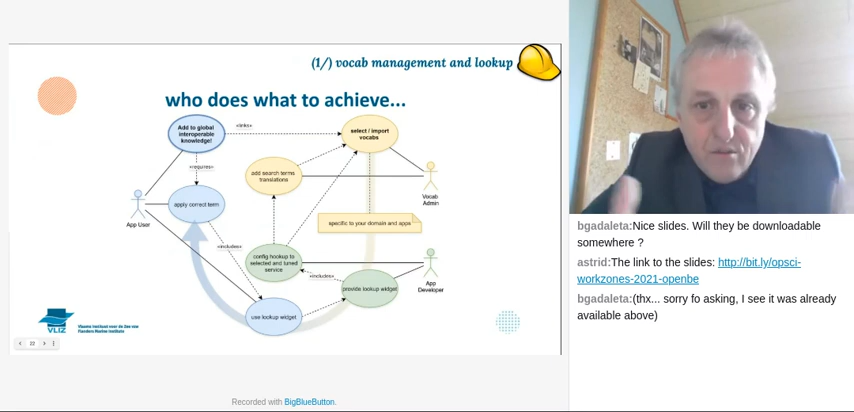 (1/) vocab management and lookup
who does what to achieve...
Add to global
interoperable
knowledge!
«links»
select / import
vocabs
«requires»
add search terms
translations
Vocab
Admin
apply correct term
App User
specific to your domain and apps
«includes»
config hookup to
selected and tuned
service
«includes»
App
Developer
provide lookup widget
use lookup widget
VLIZ
Vlaams Instituut voor de Zee vzw
Flanders Marine Institute
22
Recorded with BigBlueButton.
bgadaleta:Nice slides. Will they be downloadable
somewhere ?
astrid:The link to the slides: http://bit.ly/opsci-
workzones-2021-openbe
bgadaleta:(thx... sorry fo asking, I see it was already
available above)